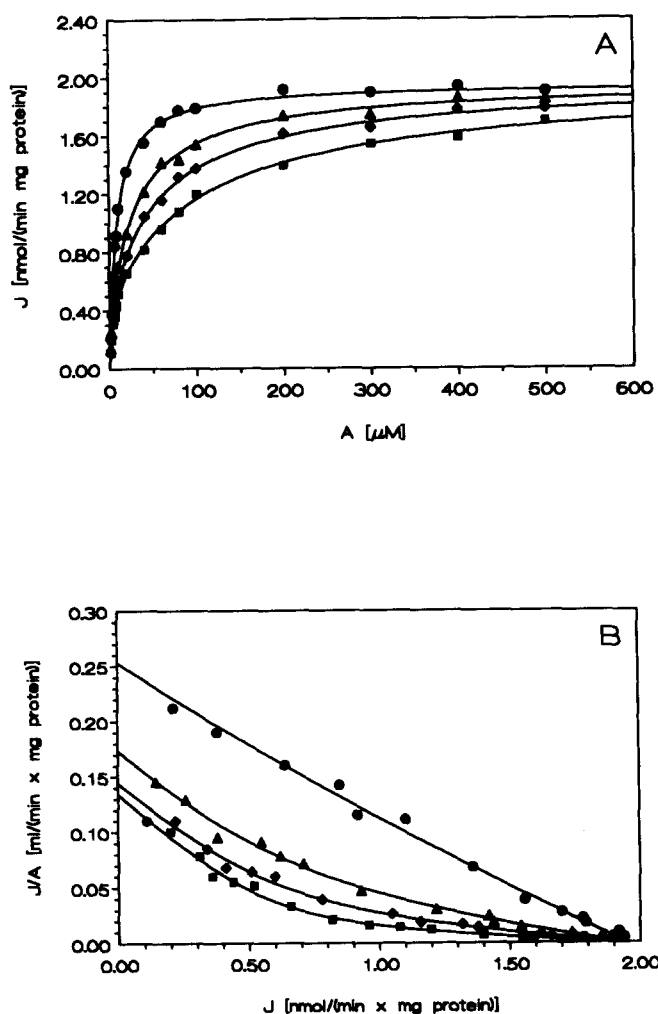 A
2.40
2.00
1.60
1.20
0.80
0.40
0.00
J [nmol/(min mg protein)]
0 100 200 300 400 500 600
A [μM]
B
0.30
0.25
0.20
0.15
0.10
0.05
0.00
J/A [ml/(min x mg protein)]
0.00 0.50 1.00 1.50 2.00
J [nmol/(min x mg protein)]